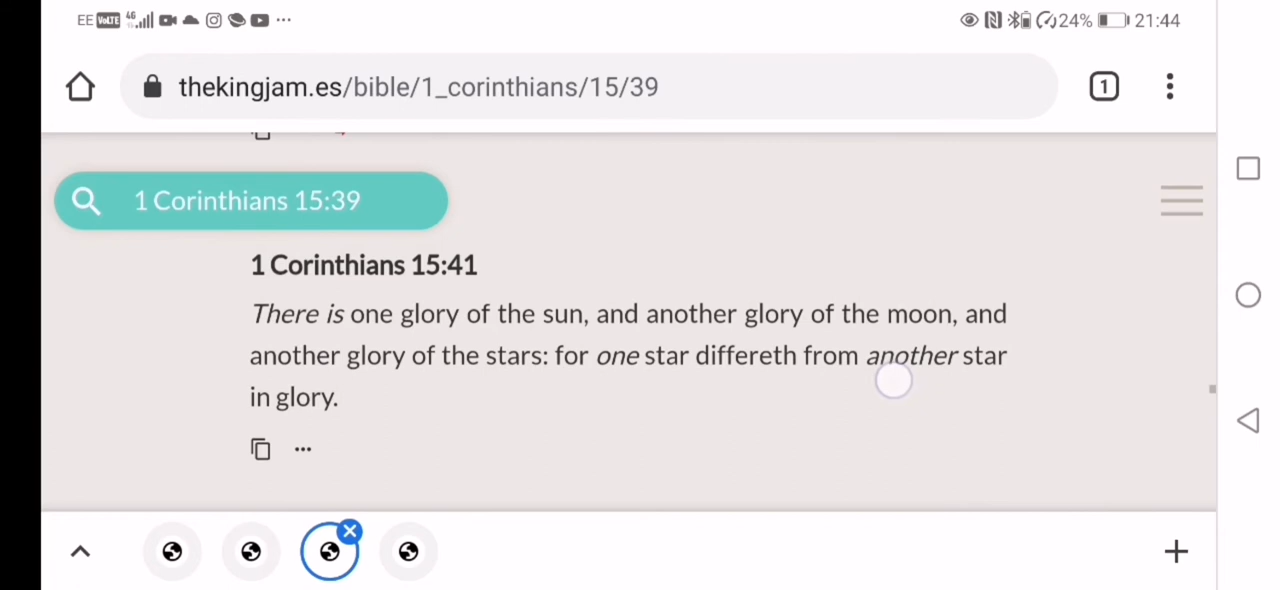 EE VoLTE 4G 24% 21:44
thekingjam.es/bible/1_corinthians/15/39 1
1 Corinthians 15:39
1 Corinthians 15:41
There is one glory of the sun, and another glory of the moon, and
another glory of the stars: for one star differeth from another star
in glory.